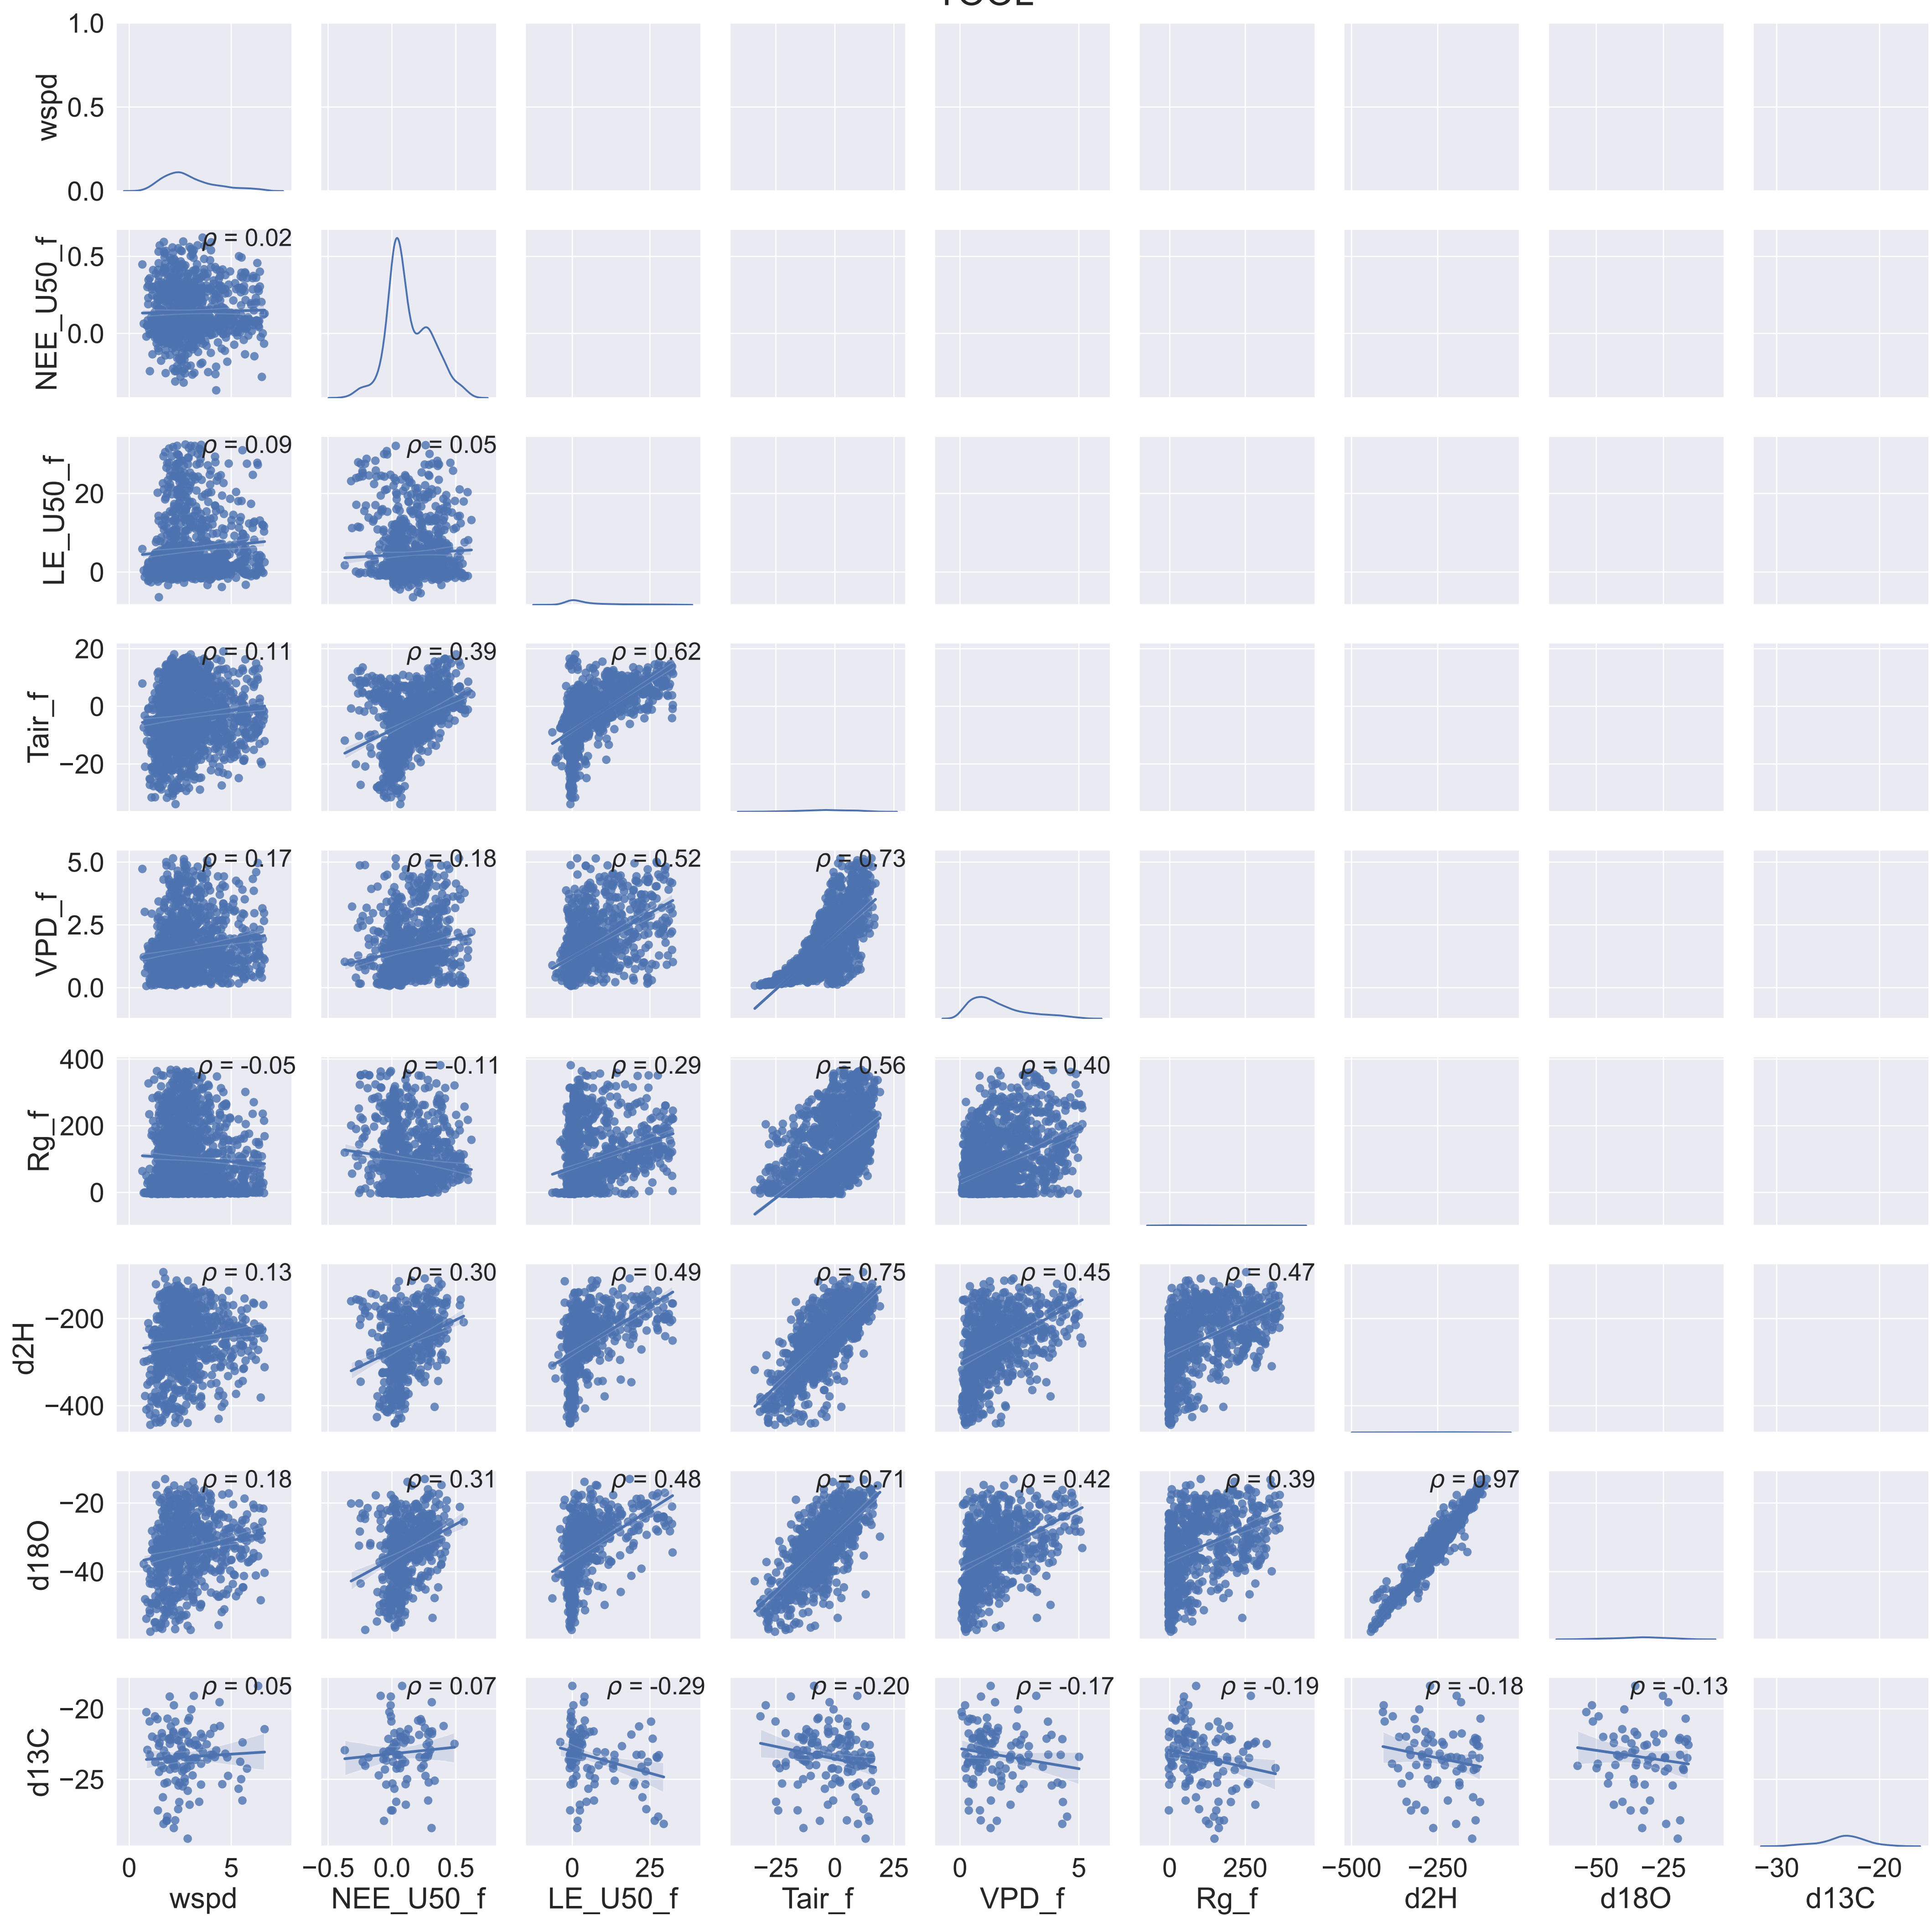 1.0
wspd
0.5
0.0
NEE_U50_f
0.5
0.0
ρ = 0.02
LE_U50_f
20
0
ρ = 0.09
ρ = 0.05
Tair_f
20
0
−20
ρ = 0.11
ρ = 0.39
ρ = 0.62
VPD_f
5.0
2.5
0.0
ρ = 0.17
ρ = 0.18
ρ = 0.52
ρ = 0.73
Rg_f
400
200
0
ρ = -0.05
ρ = -0.11
ρ = 0.29
ρ = 0.56
ρ = 0.40
d2H
−200
−400
ρ = 0.13
ρ = 0.30
ρ = 0.49
ρ = 0.75
ρ = 0.45
ρ = 0.47
d18O
−20
−40
ρ = 0.18
ρ = 0.31
ρ = 0.48
ρ = 0.71
ρ = 0.42
ρ = 0.39
ρ = 0.97
d13C
−20
−25
ρ = 0.05
ρ = 0.07
ρ = -0.29
ρ = -0.20
ρ = -0.17
ρ = -0.19
ρ = -0.18
ρ = -0.13
0 5
−0.5 0.0 0.5
0 25
−25 0 25
0 5
0 250
−500 −250
−50 −25
−30 −20
wspd
NEE_U50_f
LE_U50_f
Tair_f
VPD_f
Rg_f
d2H
d18O
d13C